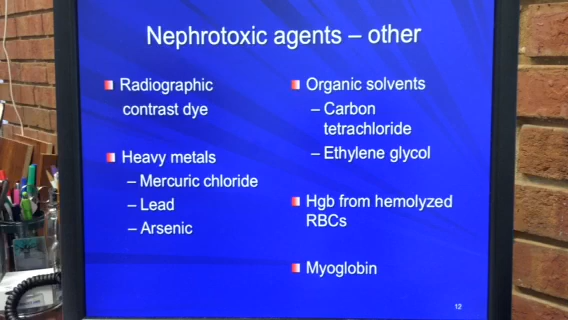 Nephrotoxic agents – other
Radiographic
contrast dye
Heavy metals
– Mercuric chloride
– Lead
– Arsenic
Organic solvents
– Carbon
tetrachloride
– Ethylene glycol
Hgb from hemolyzed
RBCs
Myoglobin
12